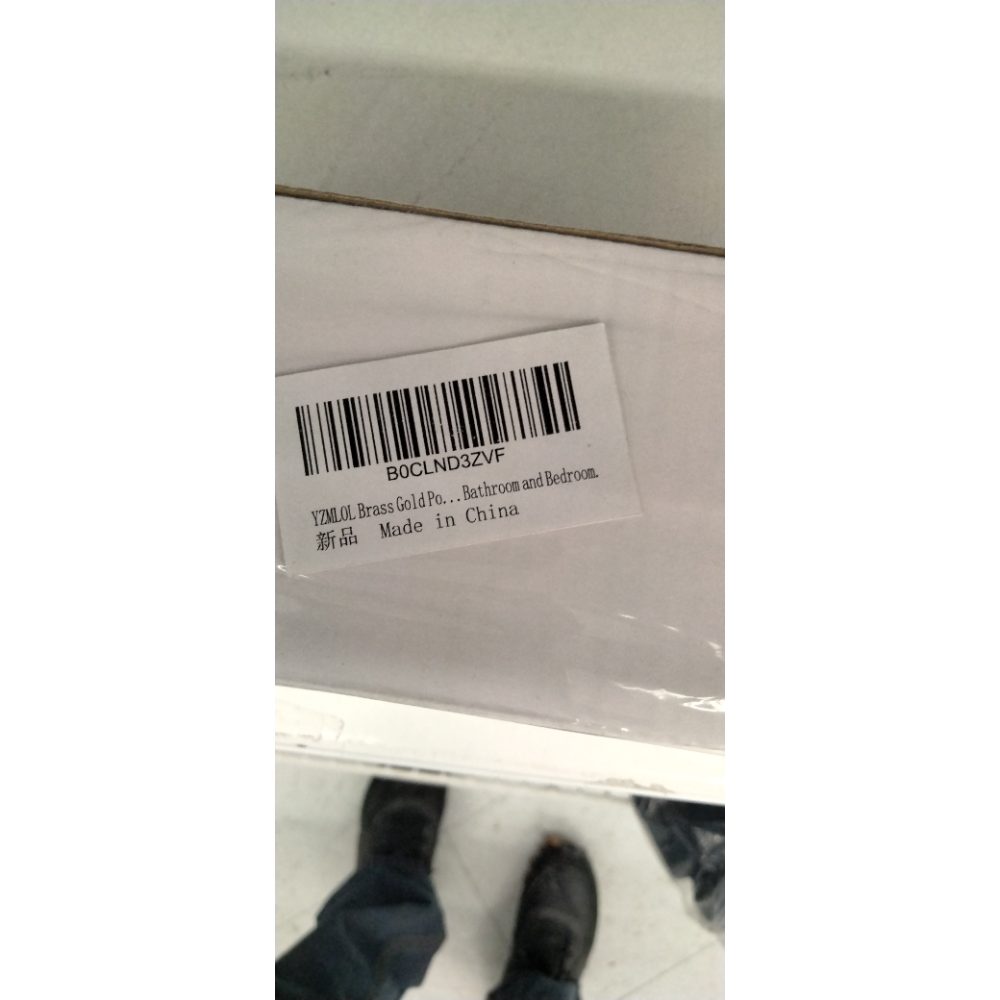 B0CLND3ZVF
YZMLOL Brass Gold Po...Bathroom and Bedroom.
新品 Made in China